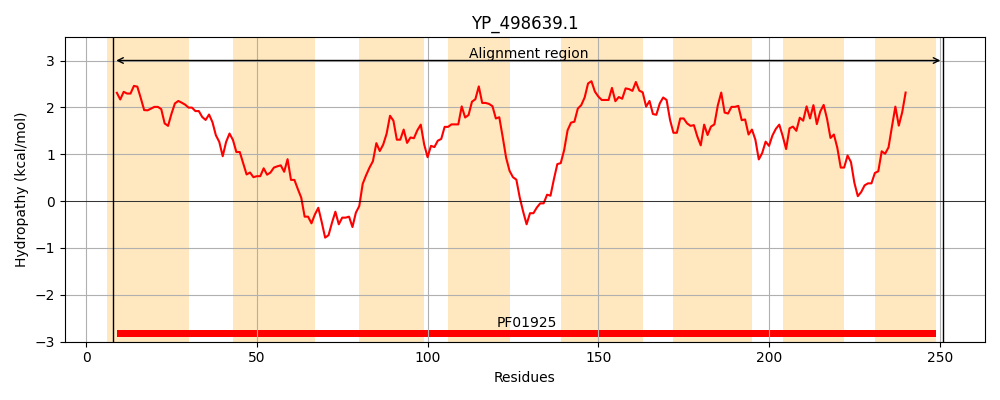 YP_498639.1
Alignment region
3
2
1
0
−1
−2
−3
Hydropathy (kcal/mol)
PF01925
0
50
100
150
200
250
Residues